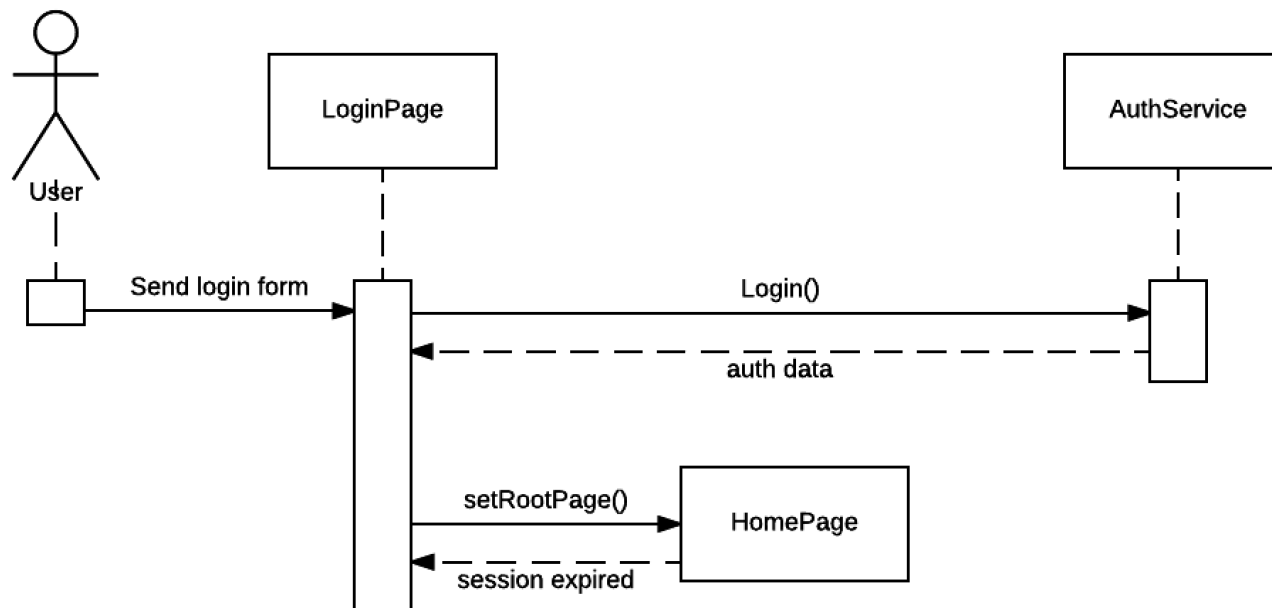 LoginPage
AuthService
User
Send login form
Login()
auth data
setRootPage()
HomePage
session expired